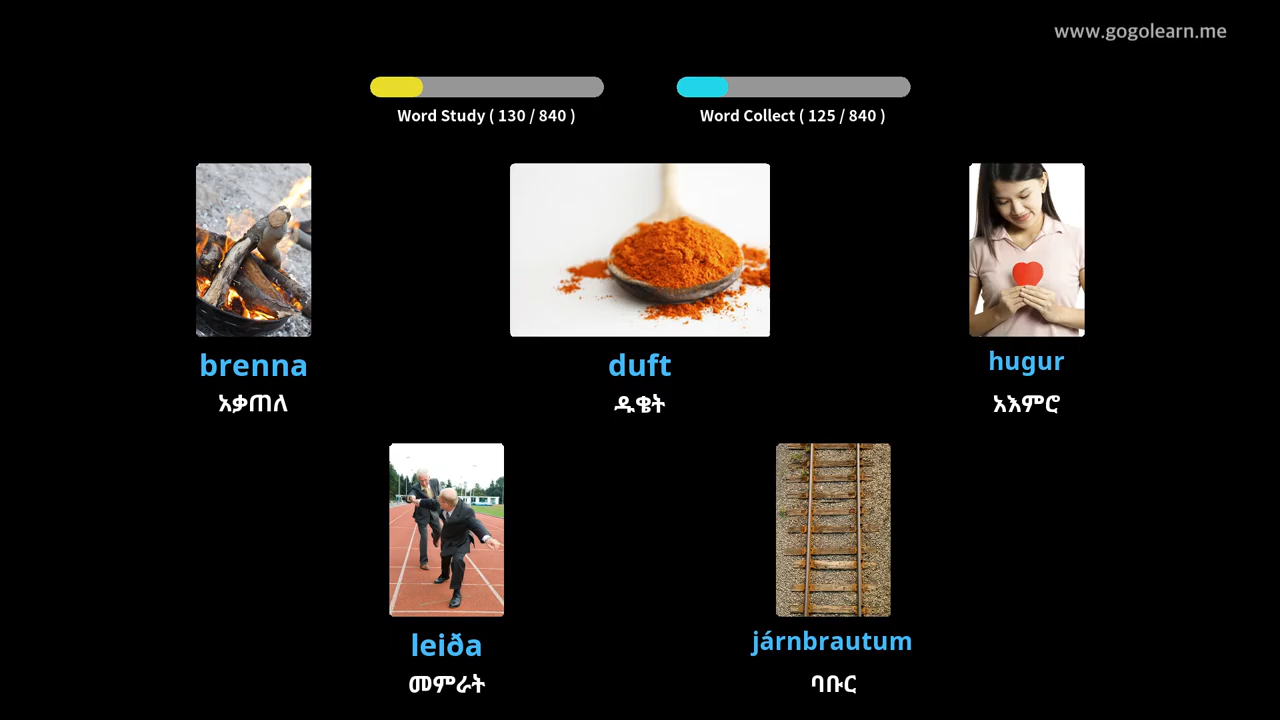 www.gogolearn.me
Word Study ( 130 / 840 )
Word Collect ( 125 / 840 )
brenna
አቃጠለ
duft
ዱቄት
hugur
አእምሮ
leiða
መምራት
járnbrautum
ባቡር